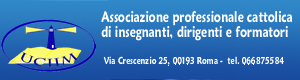 Associazione professionale cattolica
di insegnanti, dirigenti e formatori
UCIIM
Via Crescenzio 25, 00193 Roma - tel. 066875584